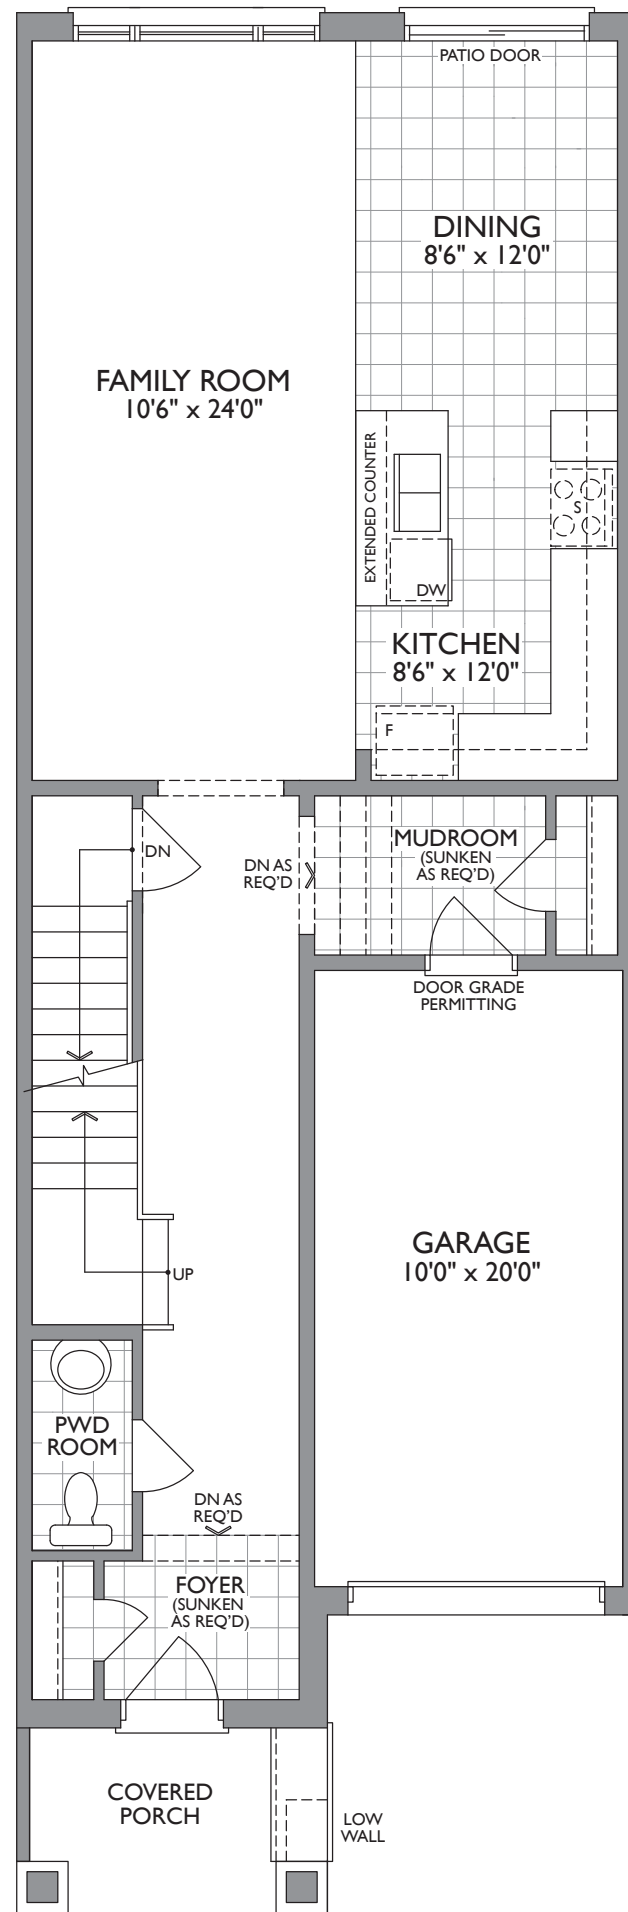 PATIO DOOR
DINING
8'6" x 12'0"
FAMILY ROOM
10'6" x 24'0"
EXTENDED COUNTER
S
DW
KITCHEN
8'6" x 12'0"
F
DN
DN AS
REQ'D
MUDROOM
(SUNKEN
AS REQ'D)
DOOR GRADE
PERMITTING
GARAGE
10'0" x 20'0"
UP
PWD
ROOM
DN AS
REQ'D
FOYER
(SUNKEN
AS REQ'D)
COVERED
PORCH
LOW
WALL